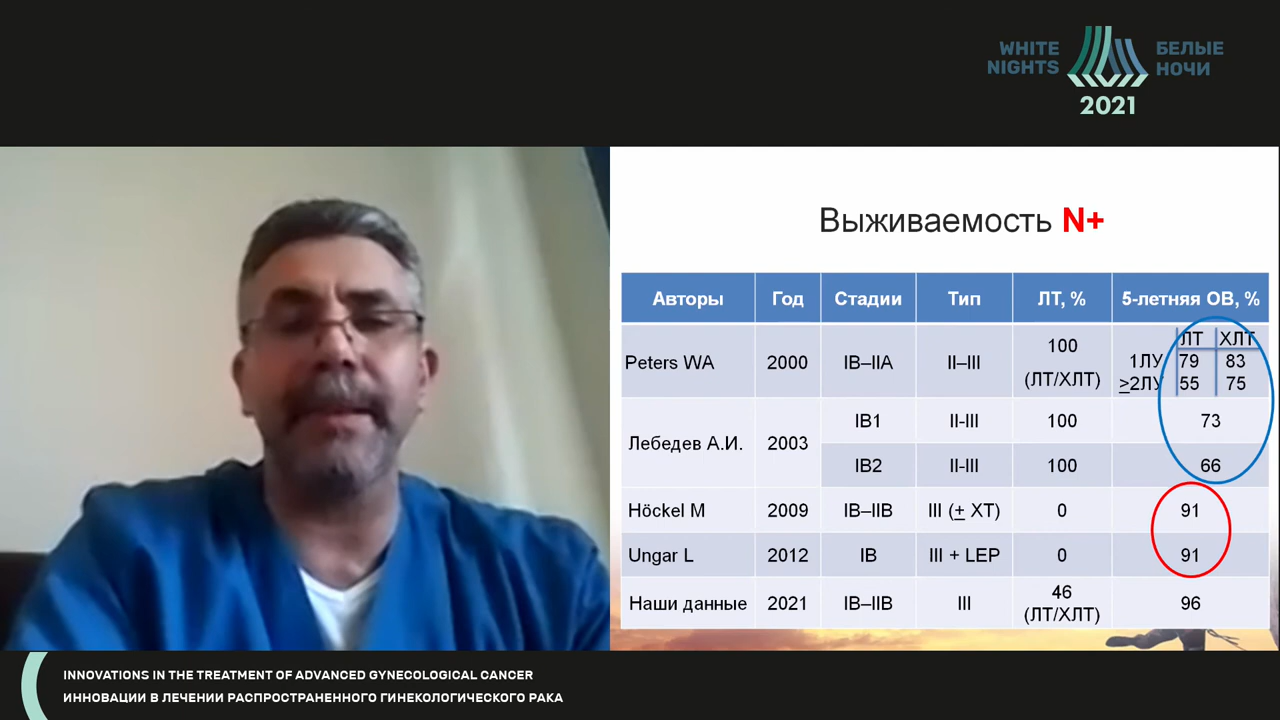 WHITE NIGHTS
БЕЛЫЕ НОЧИ
2021
Выживаемость N+
Авторы Год Стадии Тип ЛТ, % 5-летняя ОВ, %
Peters WA 2000 IB–IIA II–III 100 (ЛТ/ХЛТ)
ЛТ ХЛТ
1ЛУ 79 83
≥2ЛУ 55 75
Лебедев А.И. 2003 IB1 II-III 100 73
IB2 II-III 100 66
Höckel M 2009 IB–IIB III (± ХТ) 0 91
Ungar L 2012 IB III + LEP 0 91
Наши данные 2021 IB–IIB III 46 (ЛТ/ХЛТ) 96
INNOVATIONS IN THE TREATMENT OF ADVANCED GYNECOLOGICAL CANCER
ИННОВАЦИИ В ЛЕЧЕНИИ РАСПРОСТРАНЕННОГО ГИНЕКОЛОГИЧЕСКОГО РАКА